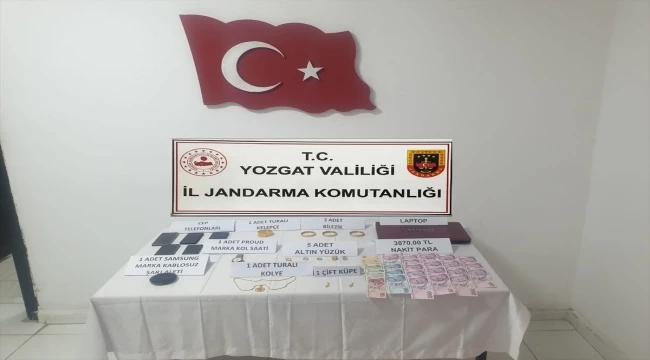 T.C.
YOZGAT VALİLİĞİ
İL JANDARMA KOMUTANLIĞI
CEP
TELEFONLARI
1 ADET TURALI
KELEPÇE
3 ADET
BİLEZİK
LAPTOP
1 ADET PROUD
MARKA KOL SAATİ
5 ADET
ALTIN YÜZÜK
3870,00 TL
NAKİT PARA
1 ADET SAMSUNG
MARKA KABLOSUZ
ŞARJ ALETİ
1 ADET TURALI
KOLYE
1 ÇİFT KÜPE